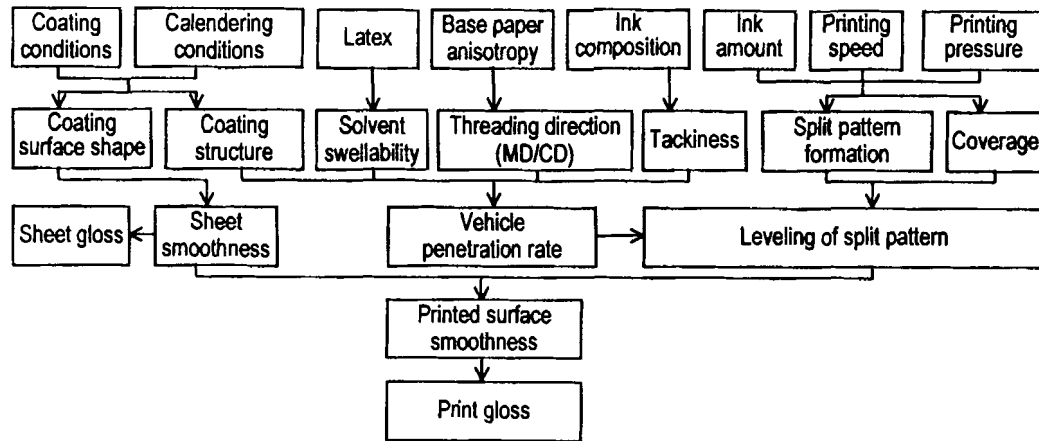 Coating
conditions
Calendering
conditions
Latex
Base paper
anisotropy
Ink
composition
Ink
amount
Printing
speed
Printing
pressure
Coating
surface shape
Coating
structure
Solvent
swellability
Threading direction
(MD/CD)
Tackiness
Split pattern
formation
Coverage
Sheet gloss
Sheet
smoothness
Vehicle
penetration rate
Leveling of split pattern
Printed surface
smoothness
Print gloss